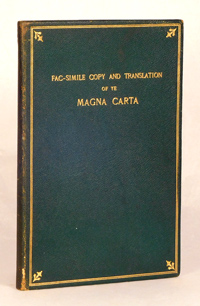 FAC-SIMILE COPY AND TRANSLATION
OF YE
MAGNA CARTA